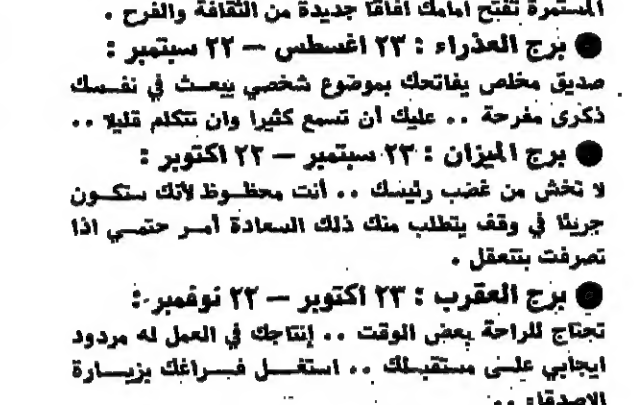 المستمرة تفتح أمامك آفاقا جديدة من الثقافة والفرح .
● برج العذراء : ٢٣ اغسطس — ٢٢ سبتمبر :
صديق مخلص يفاتحك بموضوع شخصي يبعث في نفسك
ذكرى مفرحة .. عليك أن تسمع كثيرا وان تتكلم قليلا ..
● برج الميزان : ٢٣ سبتمبر — ٢٣ اكتوبر :
لا تخش من غضب رئيسك .. أنت محظوظ لأنك ستكون
جريئا في وقف يتطلب منك ذلك السعادة أمر حتمي اذا
تصرفت بتتعقل .
● برج العقرب : ٢٣ اكتوبر — ٢٢ نوفمبر :
تحتاج للراحة بعض الوقت .. إنتاجك في العمل له مردود
ايجابي على مستقبلك .. استغل فراغك بزيارة
الاصدقاء ..